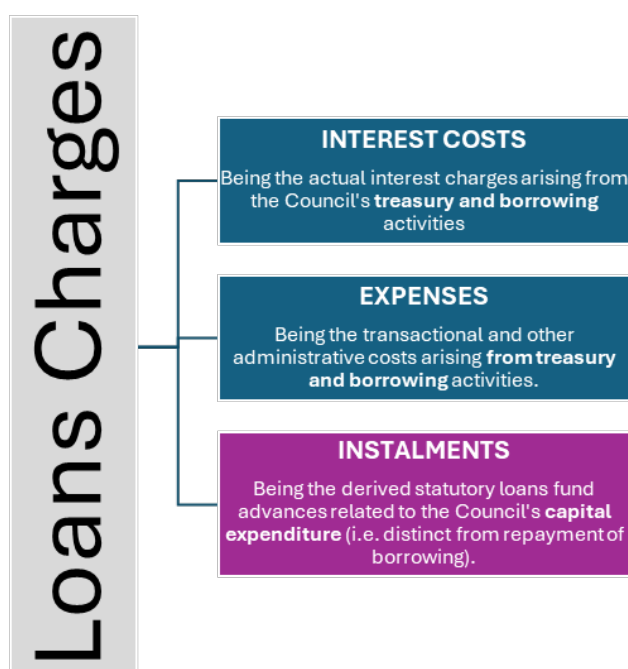 Loans Charges
INTEREST COSTS
Being the actual interest charges arising from
the Council's treasury and borrowing
activities
EXPENSES
Being the transactional and other
administrative costs arising from treasury
and borrowing activities.
INSTALMENTS
Being the derived statutory loans fund
advances related to the Council's capital
expenditure (i.e. distinct from repayment of
borrowing).